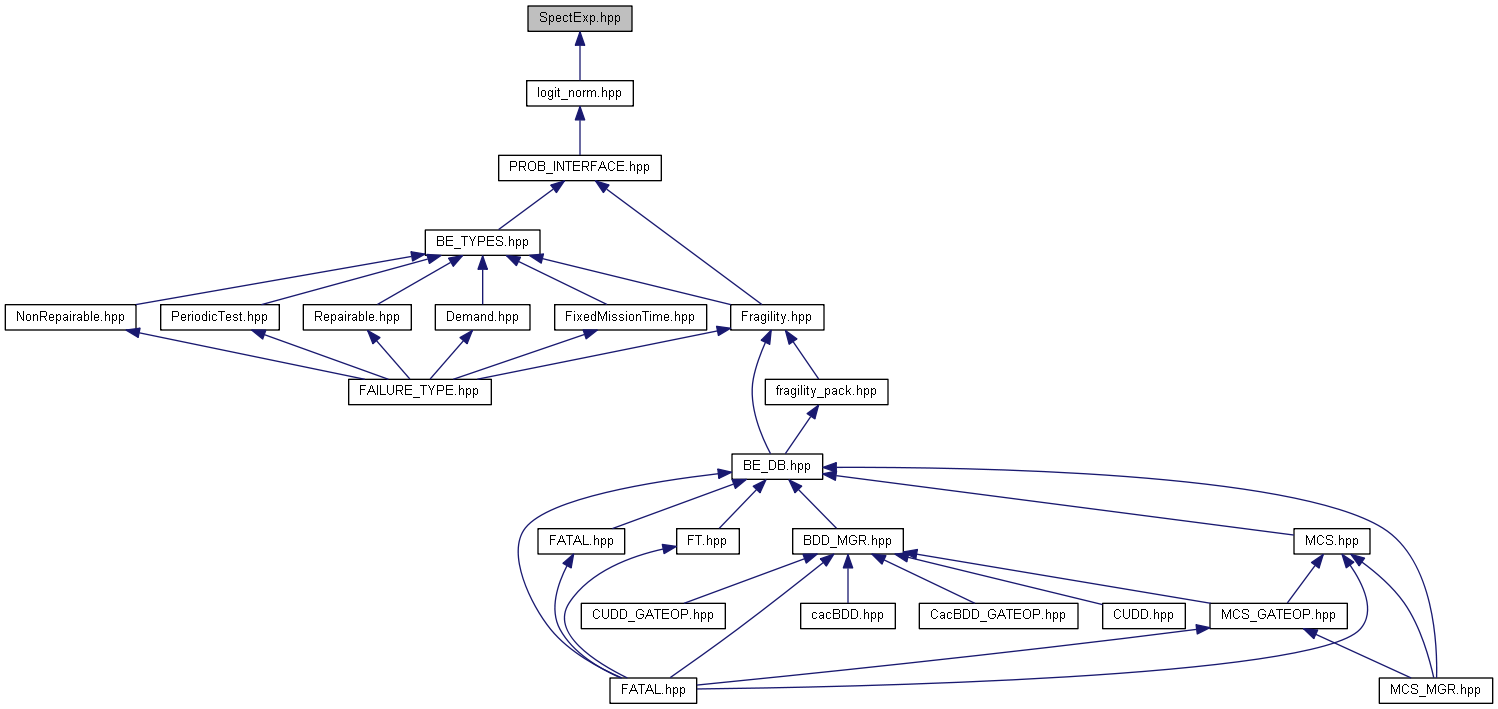 SpectExp.hpp
logit_norm.hpp
PROB_INTERFACE.hpp
BE_TYPES.hpp
NonRepairable.hpp
PeriodicTest.hpp
Repairable.hpp
Demand.hpp
FixedMissionTime.hpp
Fragility.hpp
FAILURE_TYPE.hpp
fragility_pack.hpp
BE_DB.hpp
FATAL.hpp
FT.hpp
BDD_MGR.hpp
MCS.hpp
CUDD_GATEOP.hpp
cacBDD.hpp
CacBDD_GATEOP.hpp
CUDD.hpp
MCS_GATEOP.hpp
FATAL.hpp
MCS_MGR.hpp